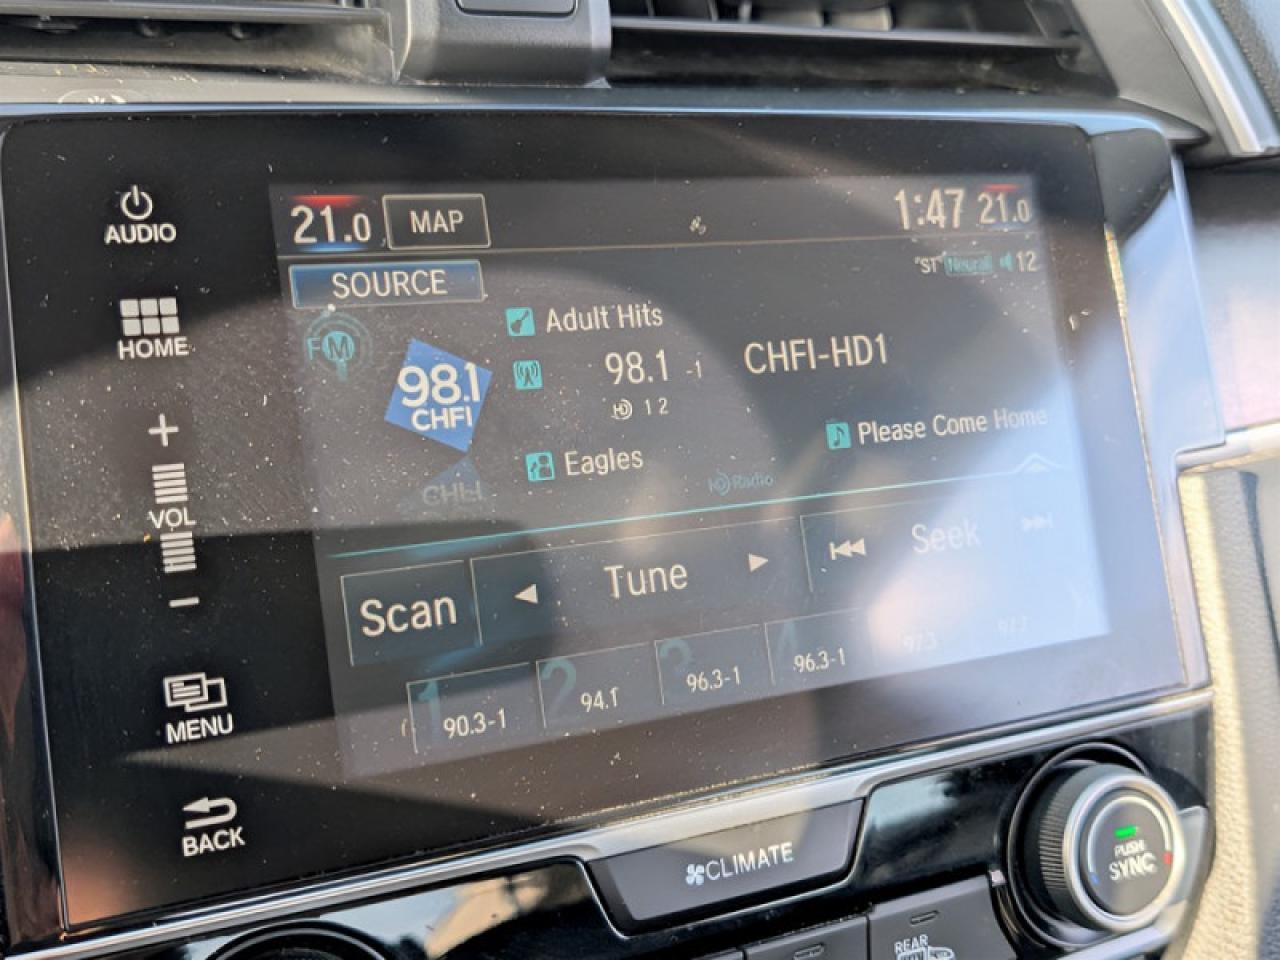 AUDIO
HOME
VOL
MENU
BACK
21.0 MAP 1:47 21.0
SOURCE "ST" Neural 12
FM
98.1
CHFI
Adult Hits
98.1 -1 CHFI-HD1
HD 1 2
Eagles Please Come Home
HD Radio
Scan Tune Seek
1 90.3-1 2 94.1 3 96.3-1 4 96.3-1 97.3
CLIMATE
PUSH
SYNC
REAR